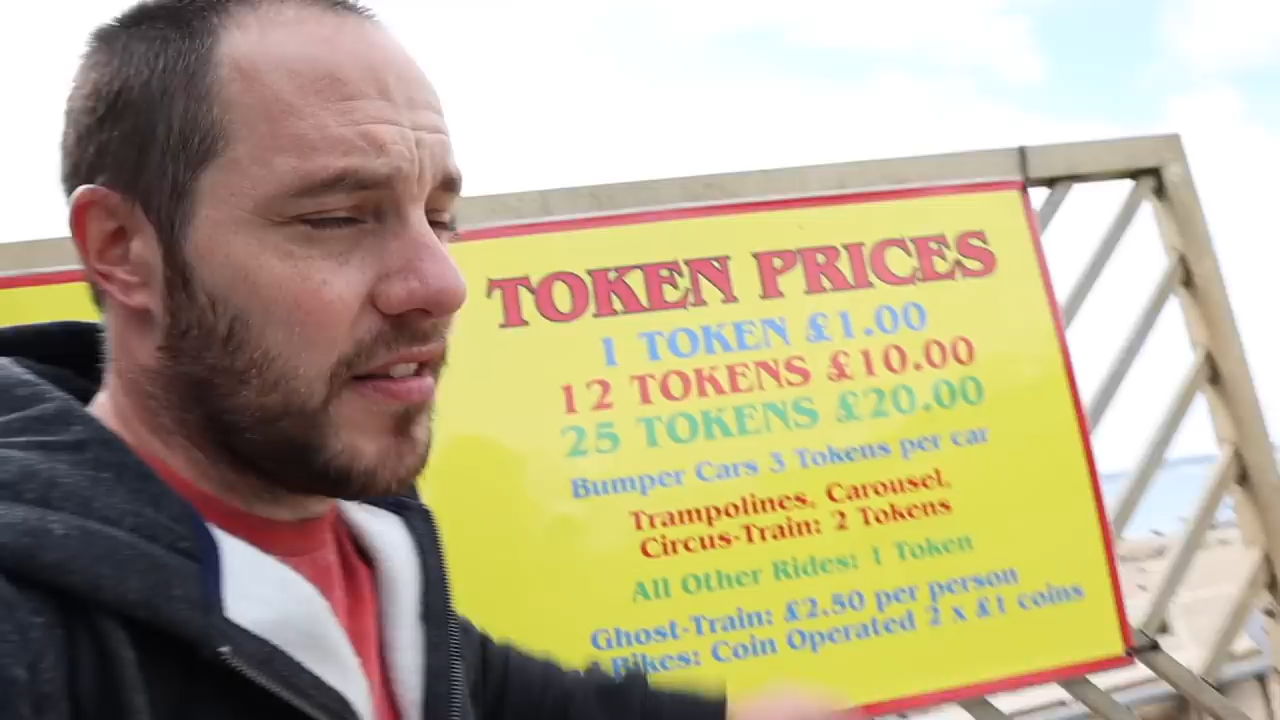 TOKEN PRICES
1 TOKEN £1.00
12 TOKENS £10.00
25 TOKENS £20.00
Bumper Cars 3 Tokens per car
Trampolines, Carousel,
Circus-Train: 2 Tokens
All Other Rides: 1 Token
Ghost-Train: £2.50 per person
Bikes: Coin Operated 2 x £1 coins